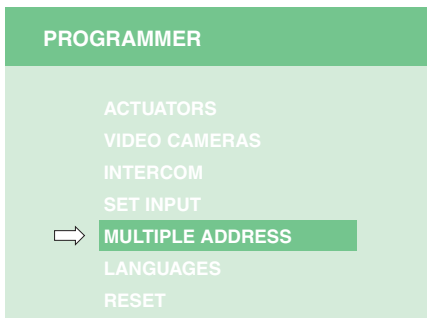 PROGRAMMER
ACTUATORS
VIDEO CAMERAS
INTERCOM
SET INPUT
MULTIPLE ADDRESS
LANGUAGES
RESET